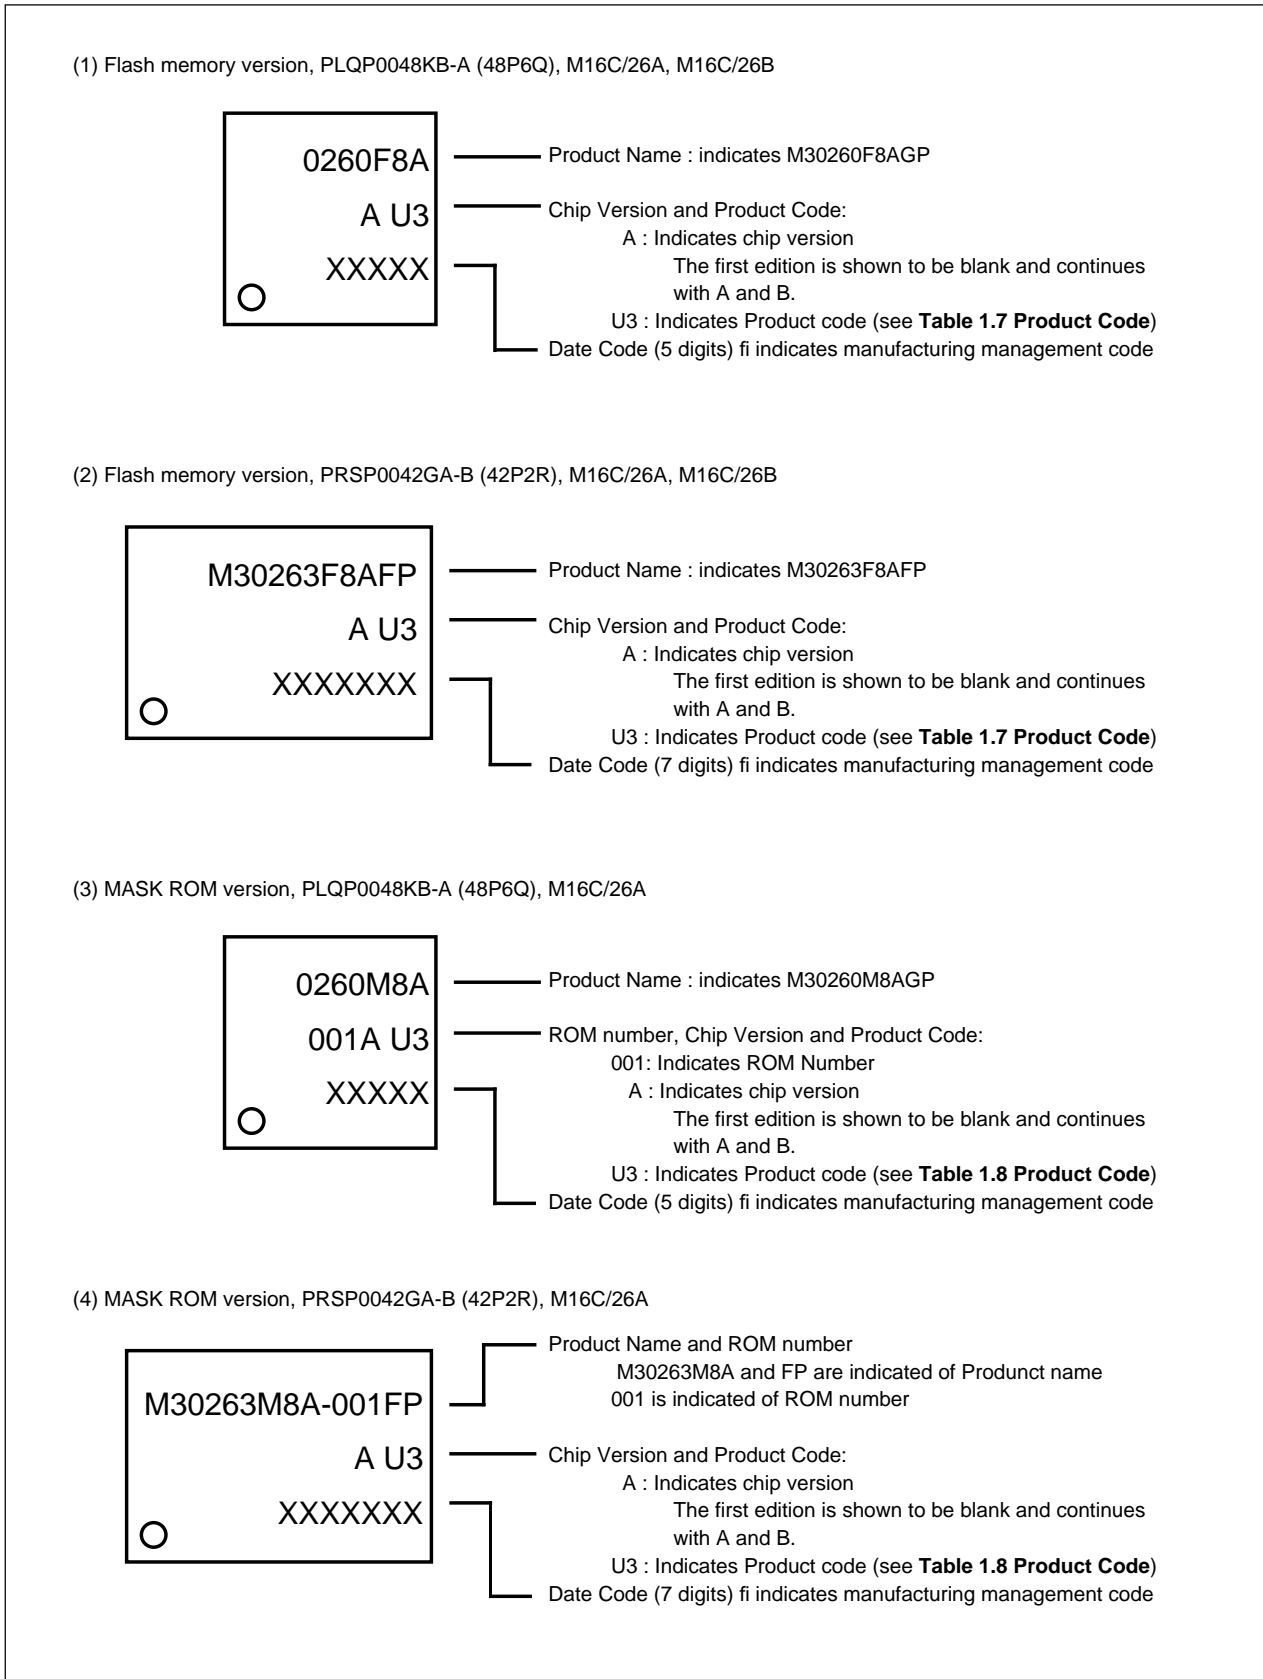 (1) Flash memory version, PLQP0048KB-A (48P6Q), M16C/26A, M16C/26B
0260F8A
Product Name : indicates M30260F8AGP
A U3
Chip Version and Product Code:
A : Indicates chip version
The first edition is shown to be blank and continues
with A and B.
XXXXX
U3 : Indicates Product code (see Table 1.7 Product Code)
Date Code (5 digits) fi indicates manufacturing management code
(2) Flash memory version, PRSP0042GA-B (42P2R), M16C/26A, M16C/26B
M30263F8AFP
Product Name : indicates M30263F8AFP
A U3
Chip Version and Product Code:
A : Indicates chip version
The first edition is shown to be blank and continues
with A and B.
XXXXXXX
U3 : Indicates Product code (see Table 1.7 Product Code)
Date Code (7 digits) fi indicates manufacturing management code
(3) MASK ROM version, PLQP0048KB-A (48P6Q), M16C/26A
0260M8A
Product Name : indicates M30260M8AGP
001A U3
ROM number, Chip Version and Product Code:
001: Indicates ROM Number
A : Indicates chip version
The first edition is shown to be blank and continues
with A and B.
XXXXX
U3 : Indicates Product code (see Table 1.8 Product Code)
Date Code (5 digits) fi indicates manufacturing management code
(4) MASK ROM version, PRSP0042GA-B (42P2R), M16C/26A
M30263M8A-001FP
Product Name and ROM number
M30263M8A and FP are indicated of Produnct name
001 is indicated of ROM number
A U3
Chip Version and Product Code:
A : Indicates chip version
The first edition is shown to be blank and continues
with A and B.
XXXXXXX
U3 : Indicates Product code (see Table 1.8 Product Code)
Date Code (7 digits) fi indicates manufacturing management code